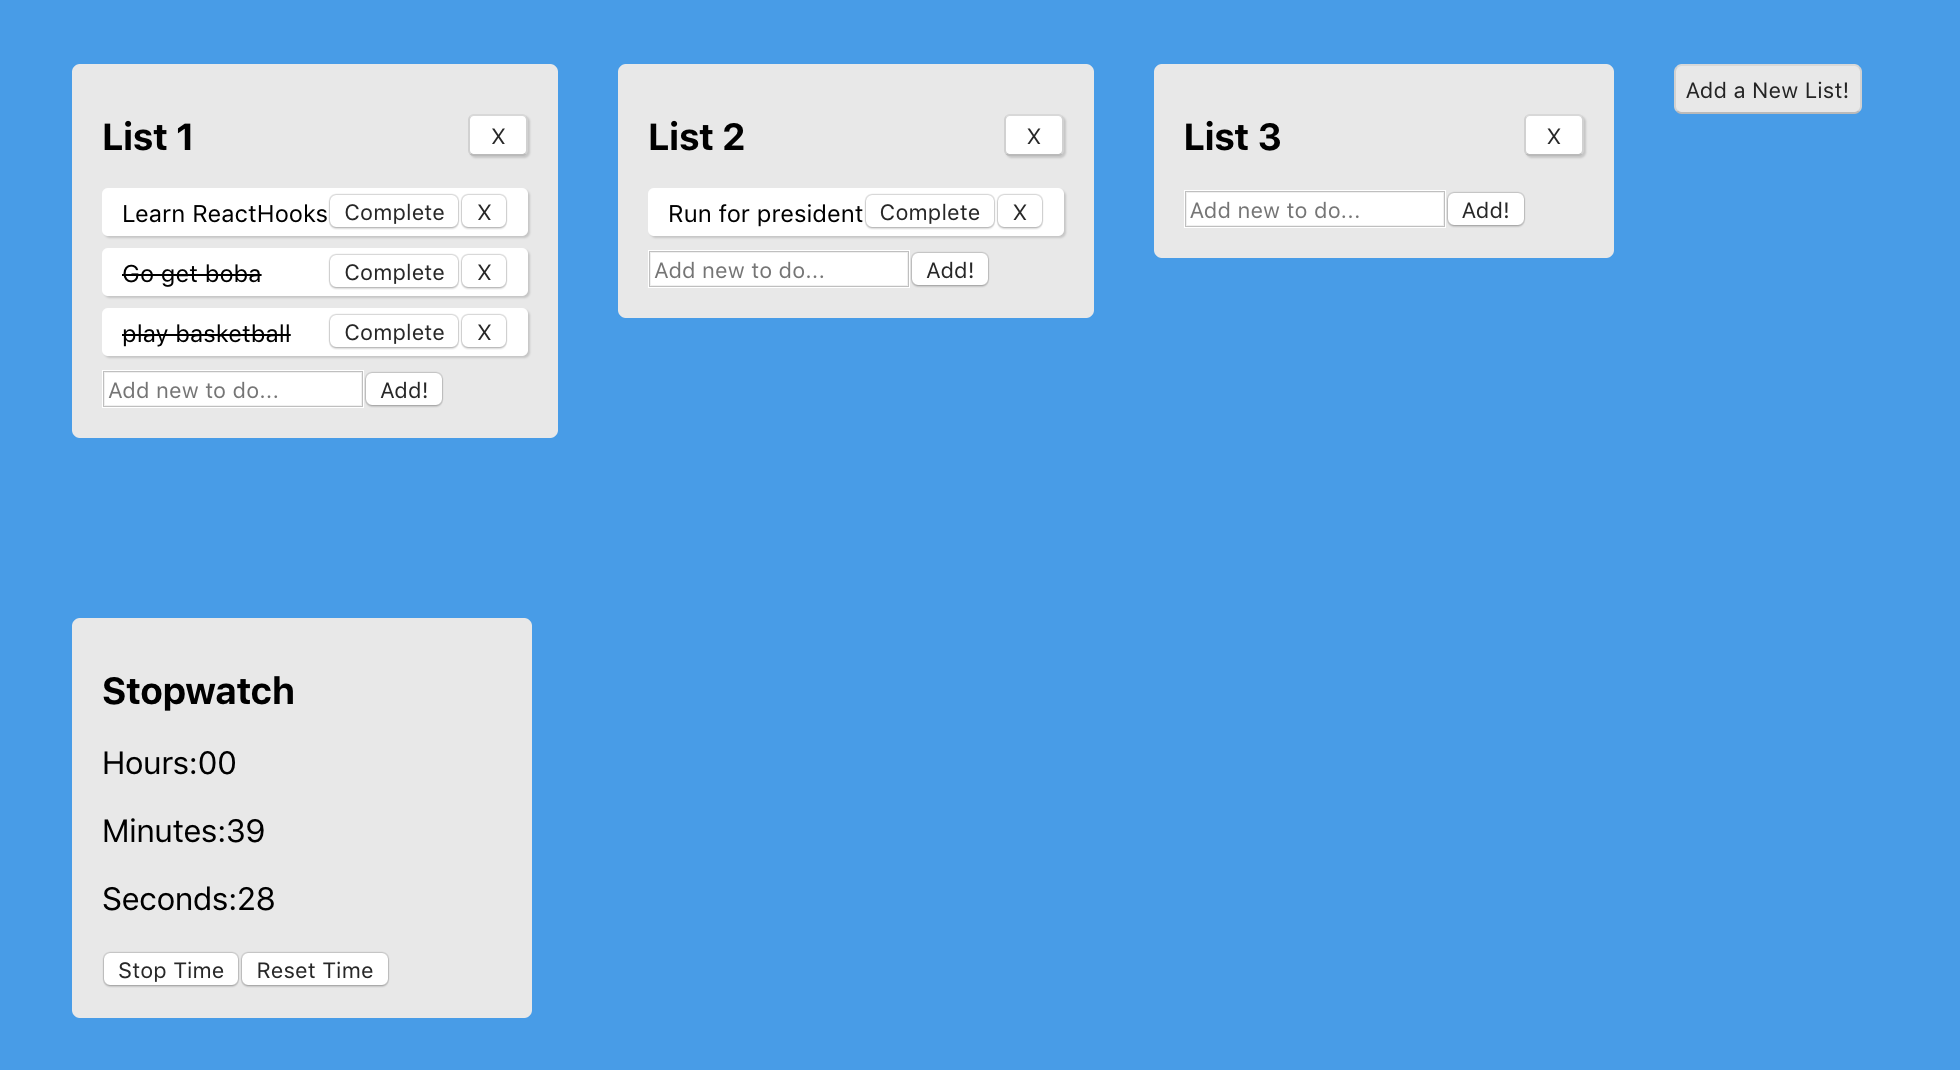 List 1 X
Learn ReactHooks Complete X
Go get boba Complete X
play basketball Complete X
Add new to do... Add!
List 2 X
Run for president Complete X
Add new to do... Add!
List 3 X
Add new to do... Add!
Add a New List!
Stopwatch
Hours:00
Minutes:39
Seconds:28
Stop Time Reset Time